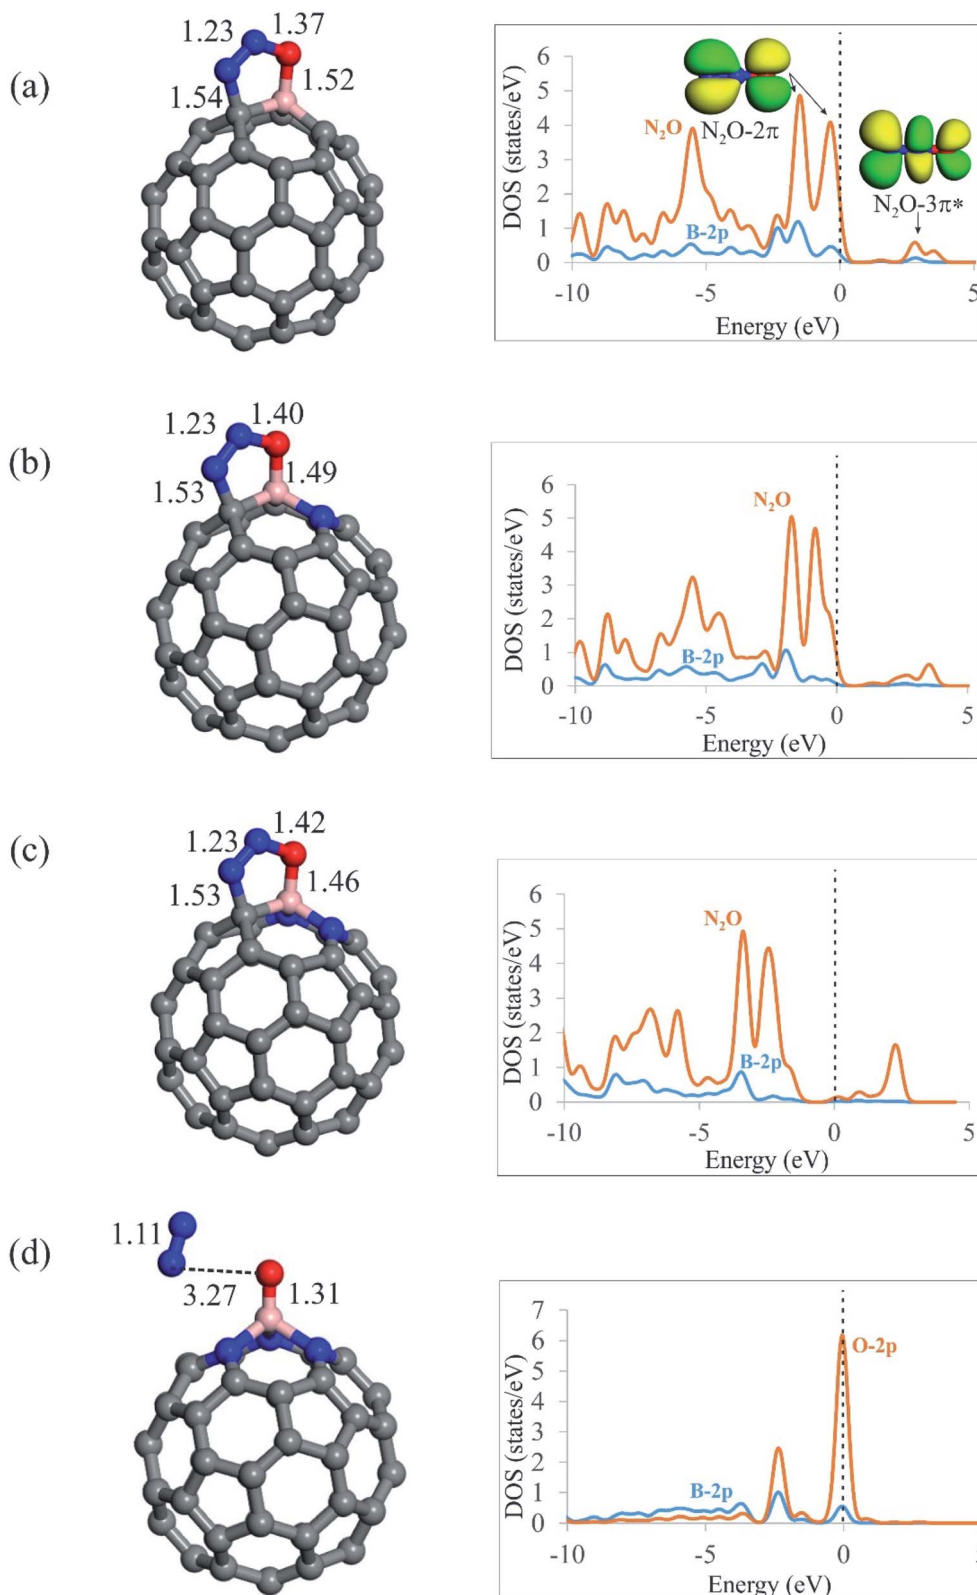 (a)
1.23
1.37
1.54
1.52
DOS (states/eV)
6
5
4
3
2
1
0
N₂O
N₂O-2π
N₂O-3π*
B-2p
-10
-5
0
5
Energy (eV)
(b)
1.23
1.40
1.53
1.49
DOS (states/eV)
6
5
4
3
2
1
0
N₂O
B-2p
-10
-5
0
5
Energy (eV)
(c)
1.23
1.42
1.53
1.46
DOS (states/eV)
6
5
4
3
2
1
0
N₂O
B-2p
-10
-5
0
5
Energy (eV)
(d)
1.11
3.27
1.31
DOS (states/eV)
7
6
5
4
3
2
1
0
O-2p
B-2p
-10
-5
0
Energy (eV)